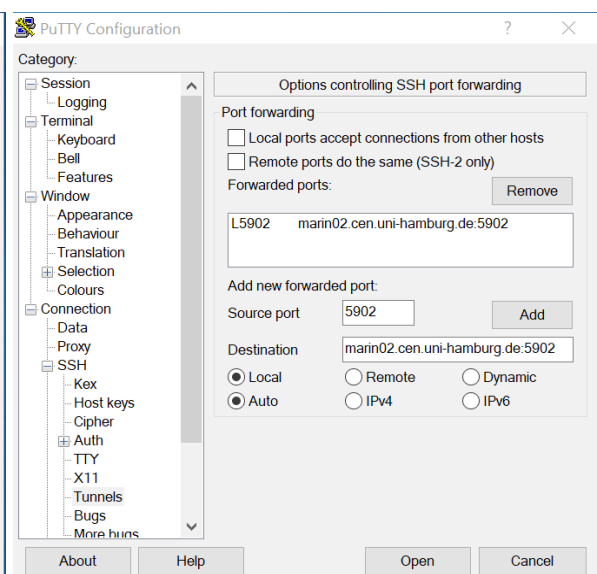 PuTTY Configuration ?
Category:
Session
Logging
Terminal
Keyboard
Bell
Features
Window
Appearance
Behaviour
Translation
Selection
Colours
Connection
Data
Proxy
SSH
Kex
Host keys
Cipher
Auth
TTY
X11
Tunnels
Bugs
More bugs
Options controlling SSH port forwarding
Port forwarding
Local ports accept connections from other hosts
Remote ports do the same (SSH-2 only)
Forwarded ports: Remove
L5902 marin02.cen.uni-hamburg.de:5902
Add new forwarded port:
Source port 5902 Add
Destination marin02.cen.uni-hamburg.de:5902
Local Remote Dynamic
Auto IPv4 IPv6
About Help Open Cancel